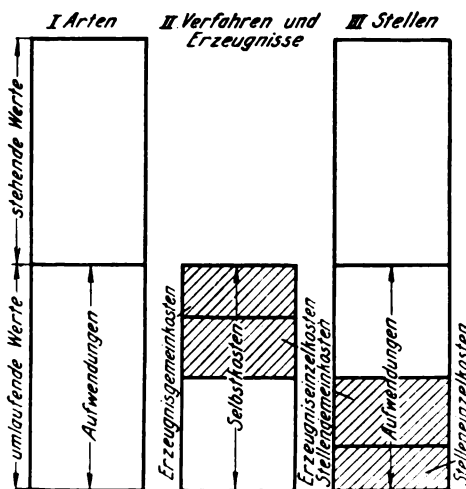 I Arten
II Verfahren und
Erzeugnisse
III Stellen
stehende Werte
umlaufende Werte
Aufwendungen
Erzeugnisgemeinkosten
Selbstkosten
Erzeugniseinzelkosten
Stellengemeinkosten
Aufwendungen
Stelleneinzelkosten